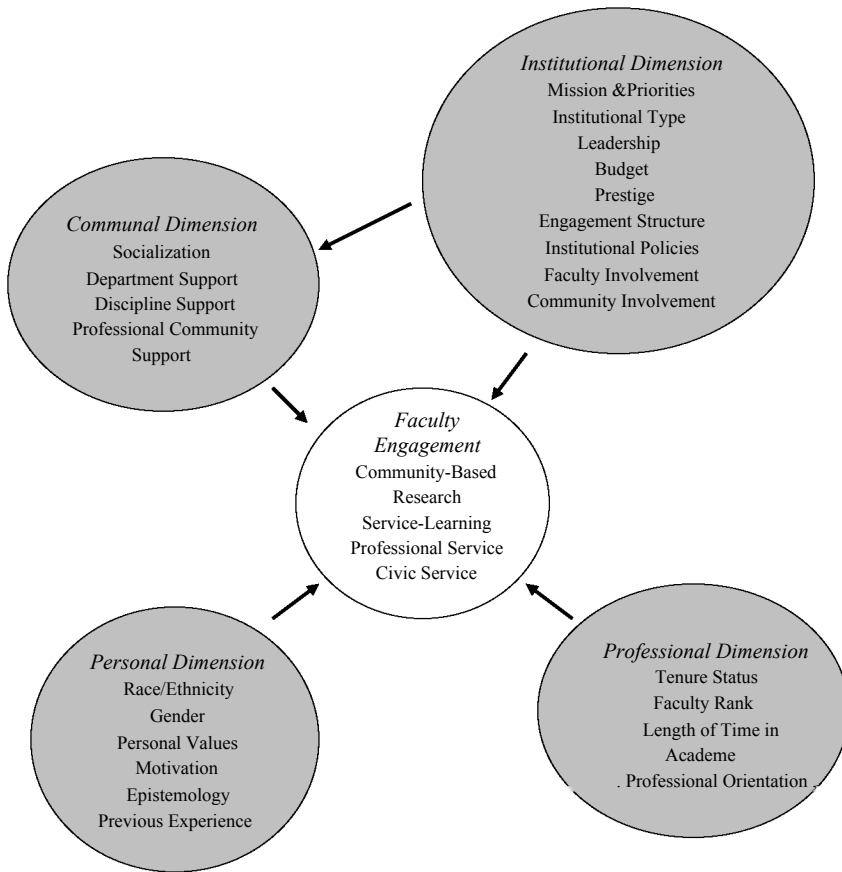 Institutional Dimension
Mission &Priorities
Institutional Type
Leadership
Budget
Prestige
Engagement Structure
Institutional Policies
Faculty Involvement
Community Involvement
Communal Dimension
Socialization
Department Support
Discipline Support
Professional Community
Support
Faculty
Engagement
Community-Based
Research
Service-Learning
Professional Service
Civic Service
Personal Dimension
Race/Ethnicity
Gender
Personal Values
Motivation
Epistemology
Previous Experience
Professional Dimension
Tenure Status
Faculty Rank
Length of Time in
Academe
. Professional Orientation .